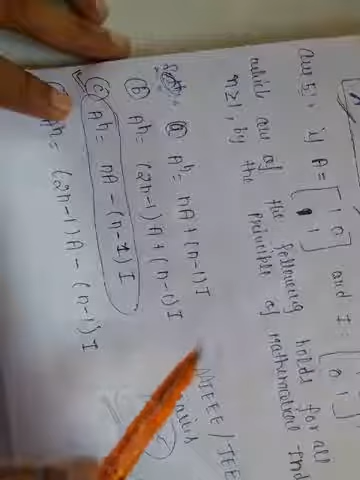 Que 5. if A = [1 0 1 1] and I = [1 0 1
which one of the following holds for all
n≥1, by the principle of mathematical ind
(a) Aⁿ = nA + (n-1) I
(b) Aⁿ = (2n-1) A + (n-1) I
(c) Aⁿ = nA - (n-1) I
Aⁿ = (2n-1) A - (n-1) I
AIEEE / JEE